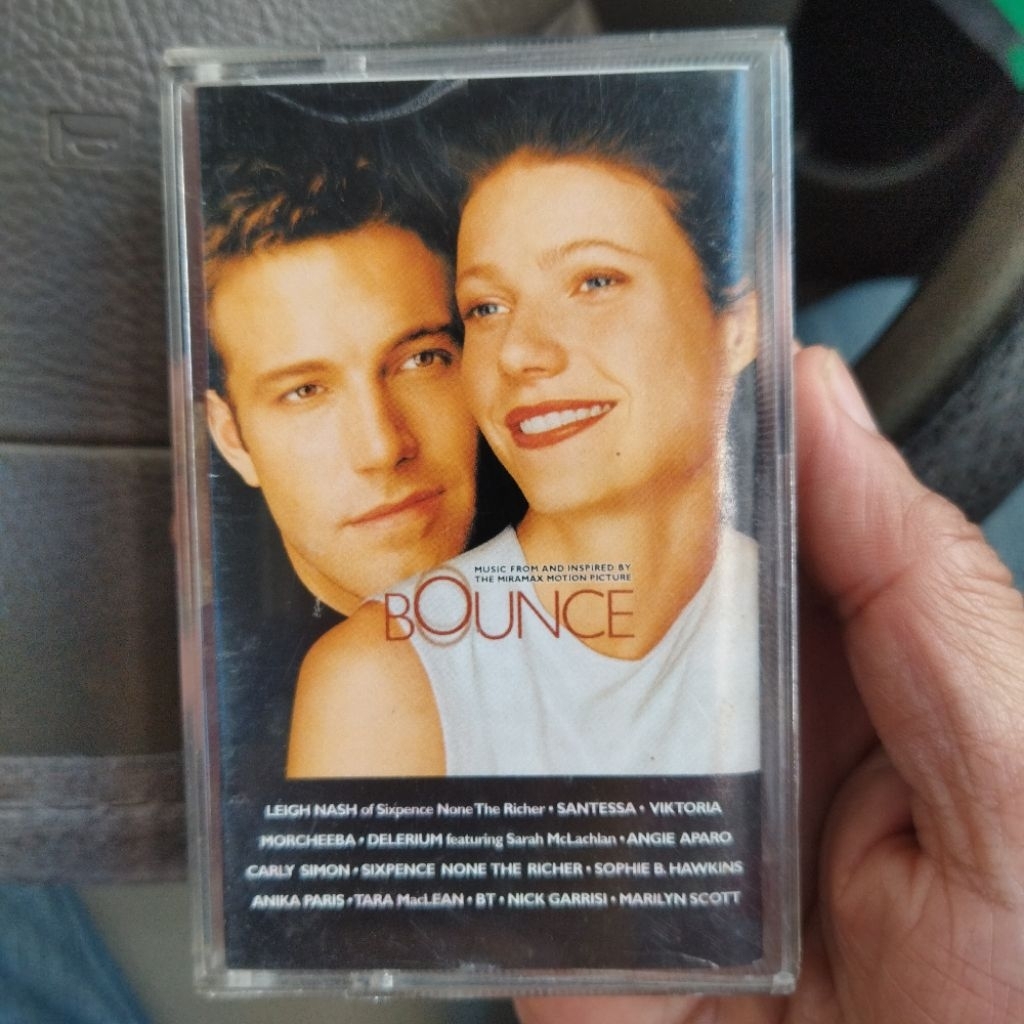 MUSIC FROM AND INSPIRED BY
THE MIRAMAX MOTION PICTURE
BOUNCE
LEIGH NASH of Sixpence None The Richer • SANTESSA • VIKTORIA
MORCHEEBA • DELERIUM featuring Sarah McLachlan • ANGIE APARO
CARLY SIMON • SIXPENCE NONE THE RICHER • SOPHIE B. HAWKINS
ANIKA PARIS • TARA MacLEAN • BT • NICK GARRISI • MARILYN SCOTT